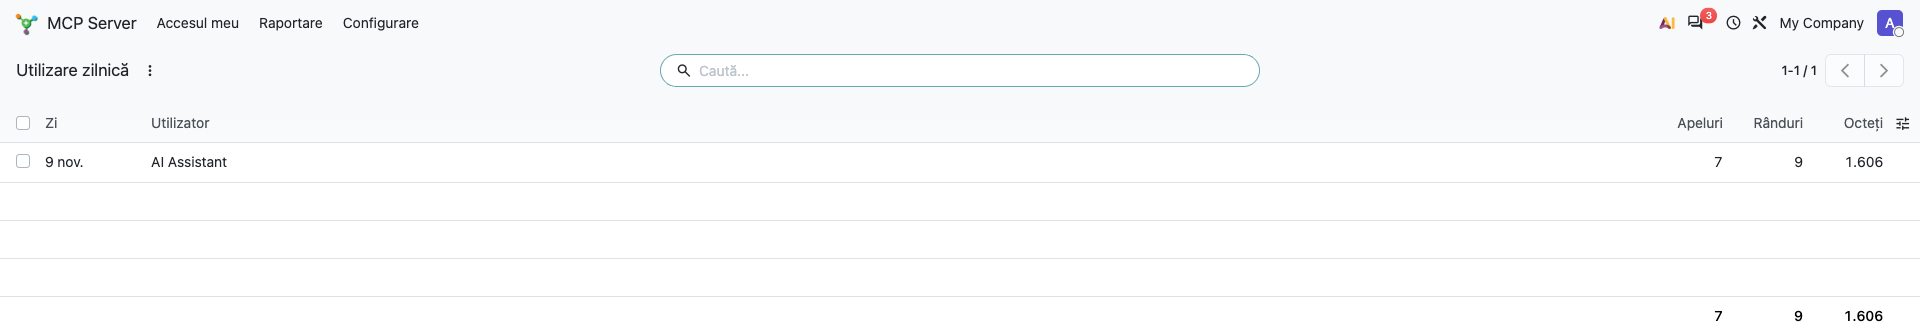 MCP Server Accesul meu Raportare Configurare AI 3 My Company A
Utilizare zilnică Caută... 1-1 / 1
Zi Utilizator Apeluri Rânduri Octeți
9 nov. AI Assistant 7 9 1.606
7 9 1.606